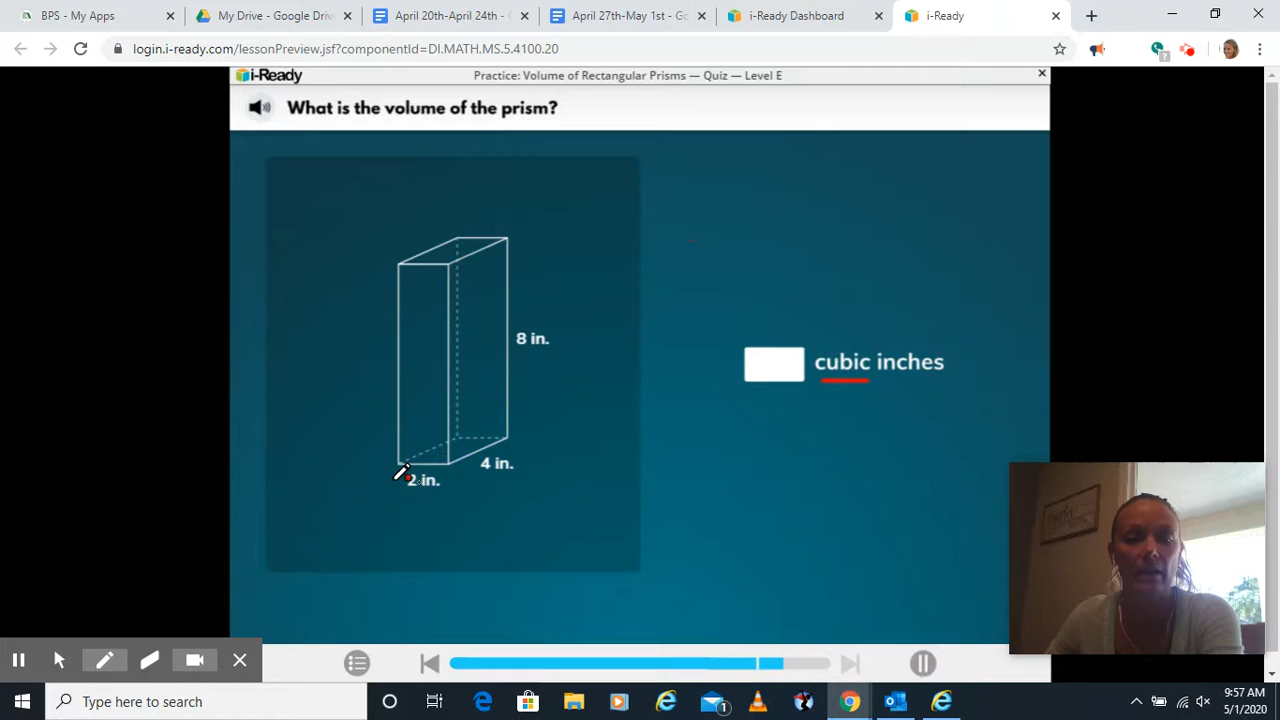 BPS - My Apps
My Drive - Google Driv
April 20th-April 24th - G
April 27th-May 1st - Go
i-Ready Dashboard
i-Ready
login.i-ready.com/lessonPreview.jsf?componentId=DI.MATH.MS.5.4100.20
i-Ready
Practice: Volume of Rectangular Prisms — Quiz — Level E
What is the volume of the prism?
8 in.
cubic inches
4 in.
2 in.
Type here to search
1
9:57 AM
5/1/2020